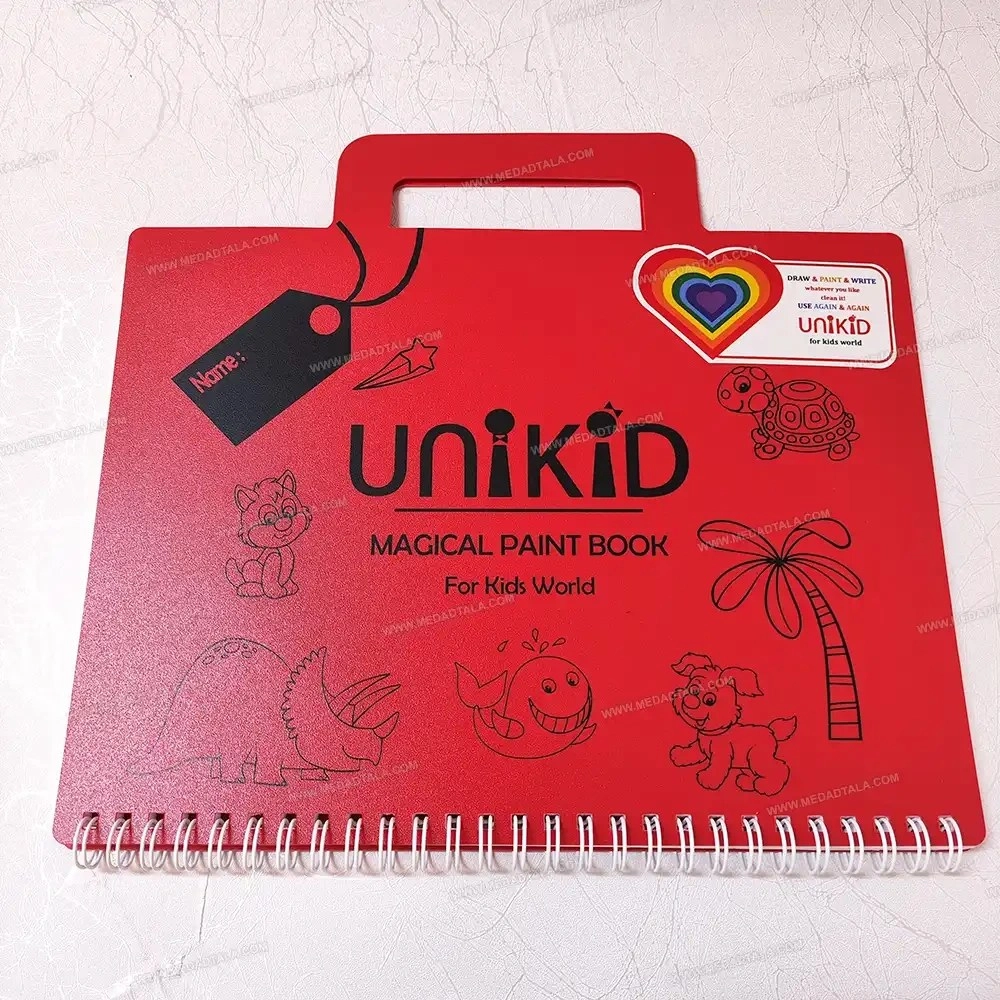 Name:
DRAW & PAINT & WRITE
whatever you like
clean it!
USE AGAIN & AGAIN
UNiKiD
for kids world
UNiKiD
MAGICAL PAINT BOOK
For Kids World
WWW.MEDADTALA.COM